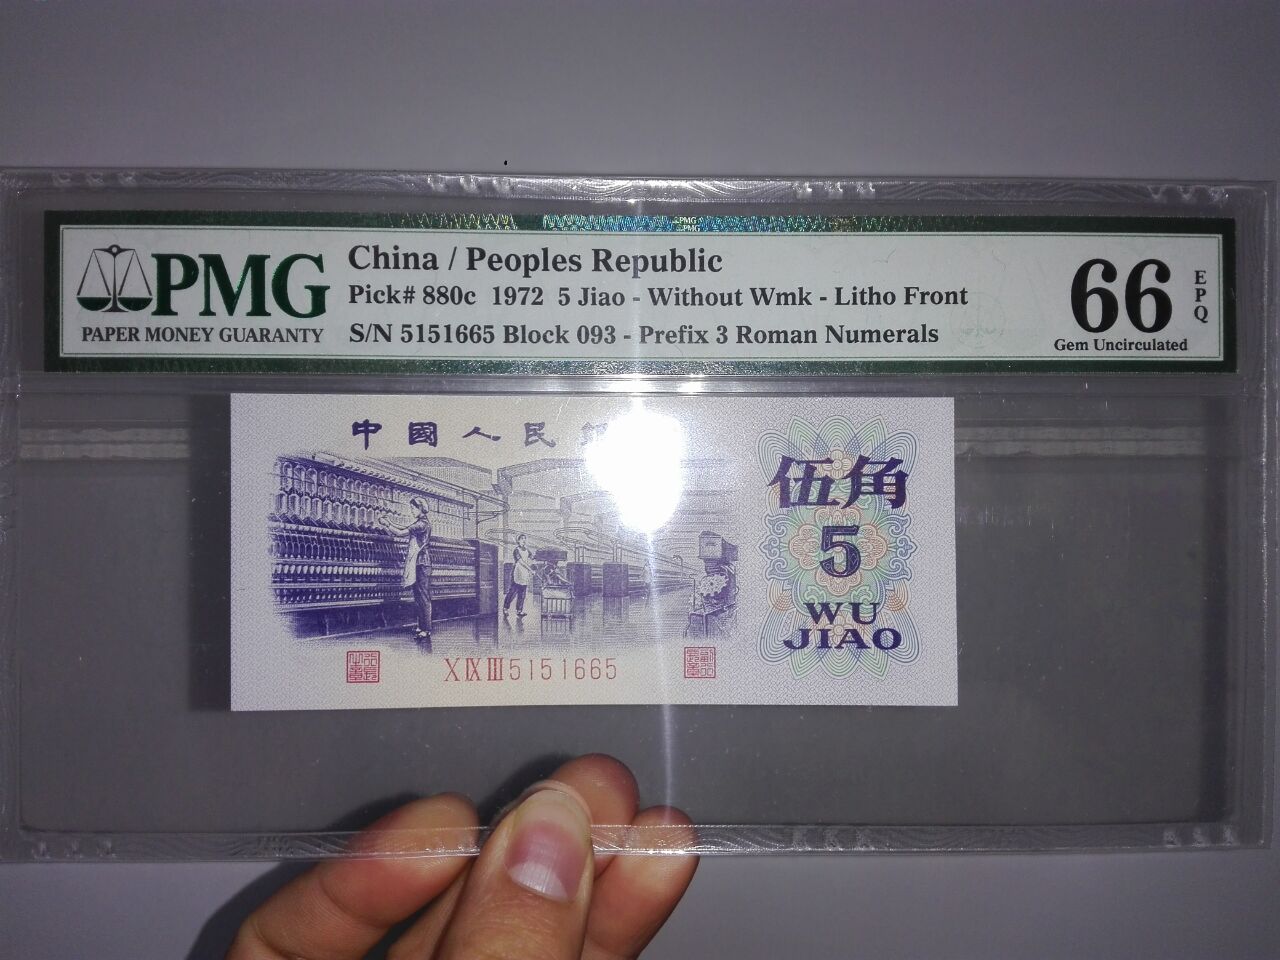 PMG
PMG
PMG
PAPER MONEY GUARANTY
China / Peoples Republic
Pick# 880c 1972 5 Jiao - Without Wmk - Litho Front
S/N 5151665 Block 093 - Prefix 3 Roman Numerals
66
EPQ
Gem Uncirculated
中國人民
伍角
5
WU
JIAO
X IX III 5151665